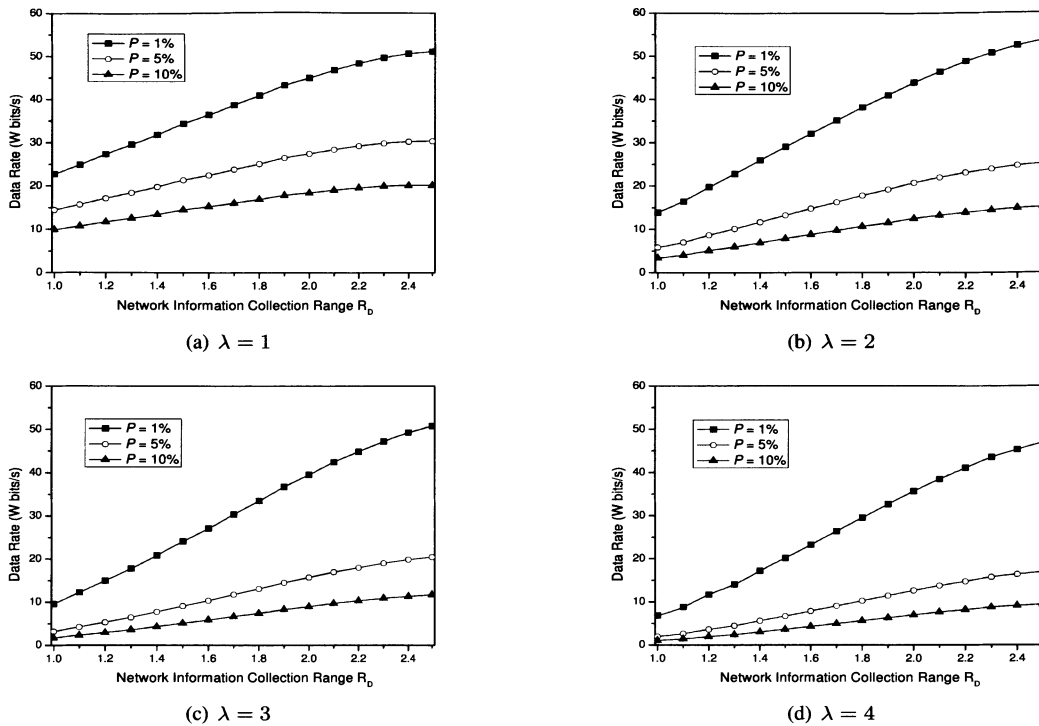 60
50
40
30
20
10
0
Data Rate (W bits/s)
P = 1%
P = 5%
P = 10%
1.0 1.2 1.4 1.6 1.8 2.0 2.2 2.4
Network Information Collection Range R_D
(a) λ = 1
60
50
40
30
20
10
0
Data Rate (W bits/s)
P = 1%
P = 5%
P = 10%
1.0 1.2 1.4 1.6 1.8 2.0 2.2 2.4
Network Information Collection Range R_D
(b) λ = 2
60
50
40
30
20
10
0
Data Rate (W bits/s)
P = 1%
P = 5%
P = 10%
1.0 1.2 1.4 1.6 1.8 2.0 2.2 2.4
Network Information Collection Range R_D
(c) λ = 3
60
50
40
30
20
10
0
Data Rate (W bits/s)
P = 1%
P = 5%
P = 10%
1.0 1.2 1.4 1.6 1.8 2.0 2.2 2.4
Network Information Collection Range R_D
(d) λ = 4